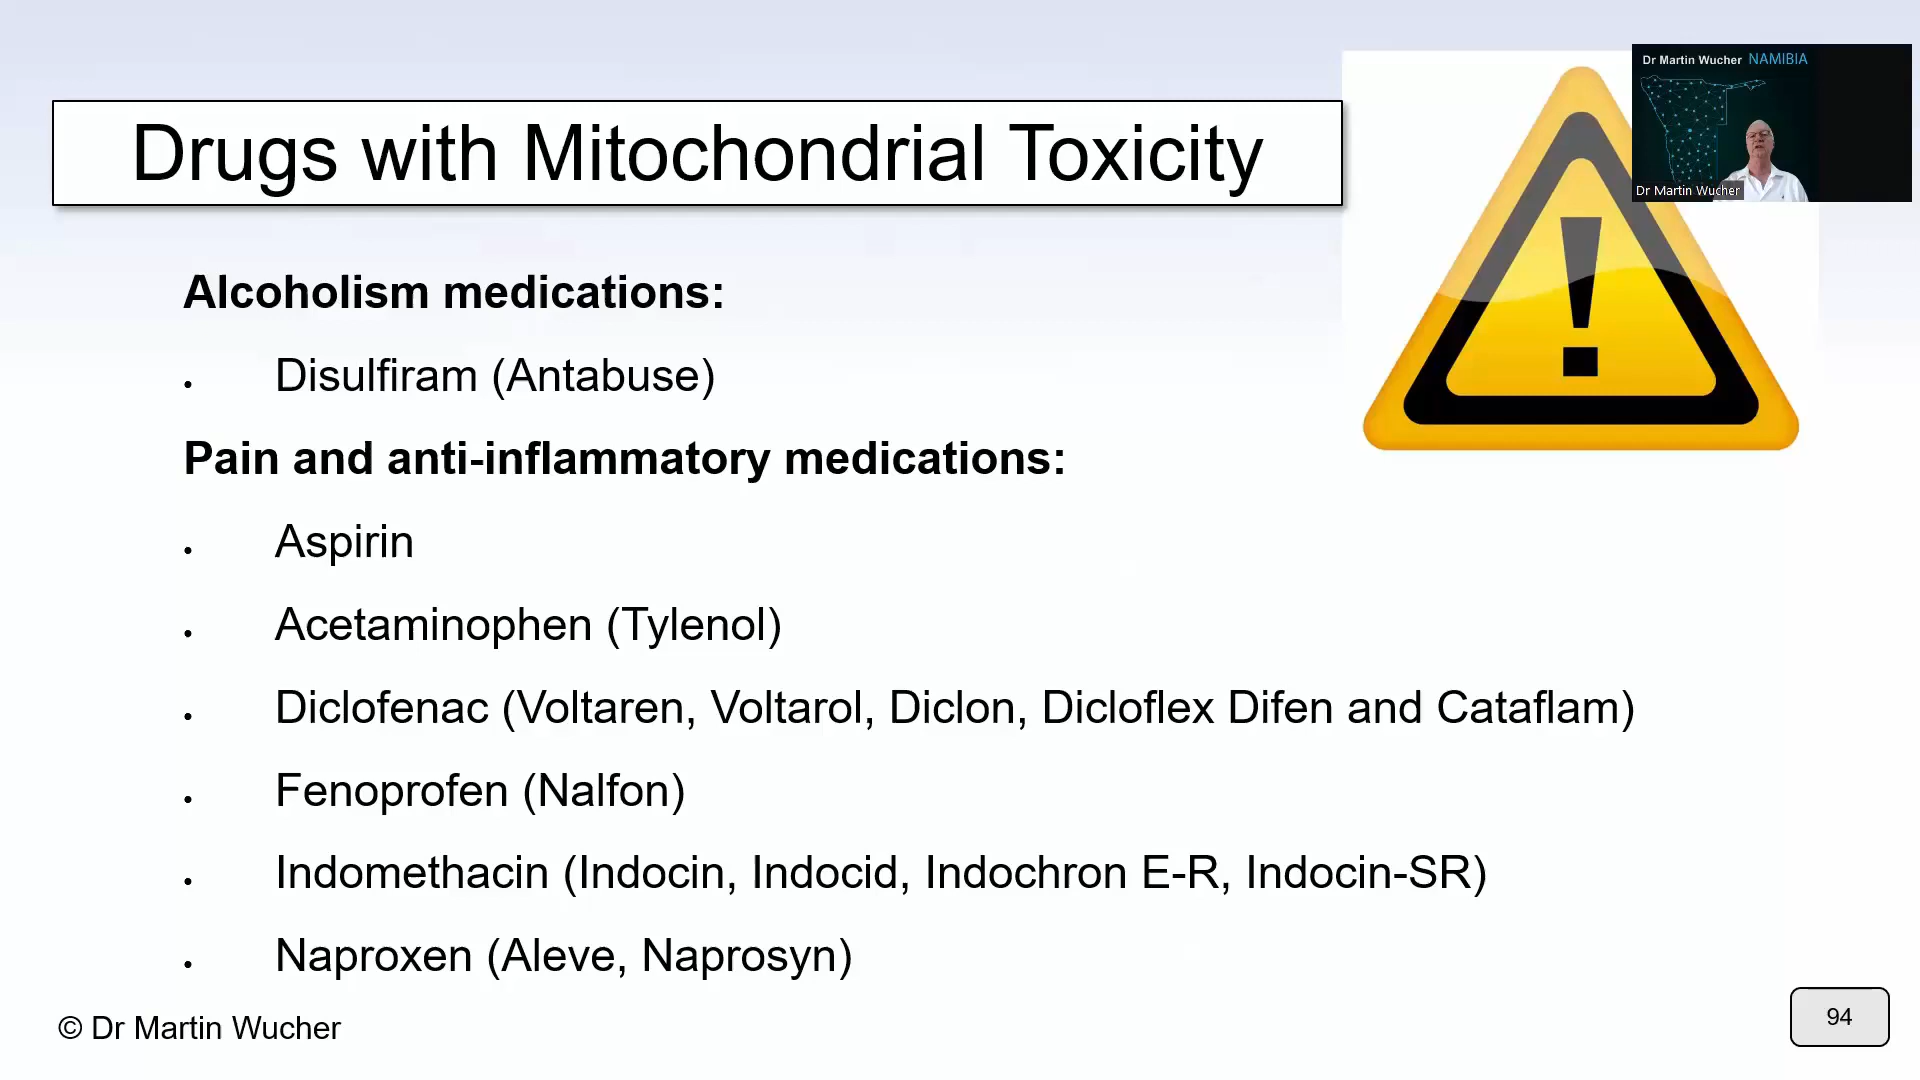 Dr Martin Wucher NAMIBIA
Drugs with Mitochondrial Toxicity
Dr Martin Wucher
Alcoholism medications:
• Disulfiram (Antabuse)
Pain and anti-inflammatory medications:
• Aspirin
• Acetaminophen (Tylenol)
• Diclofenac (Voltaren, Voltarol, Diclon, Dicloflex Difen and Cataflam)
• Fenoprofen (Nalfon)
• Indomethacin (Indocin, Indocid, Indochron E-R, Indocin-SR)
• Naproxen (Aleve, Naprosyn)
© Dr Martin Wucher
94